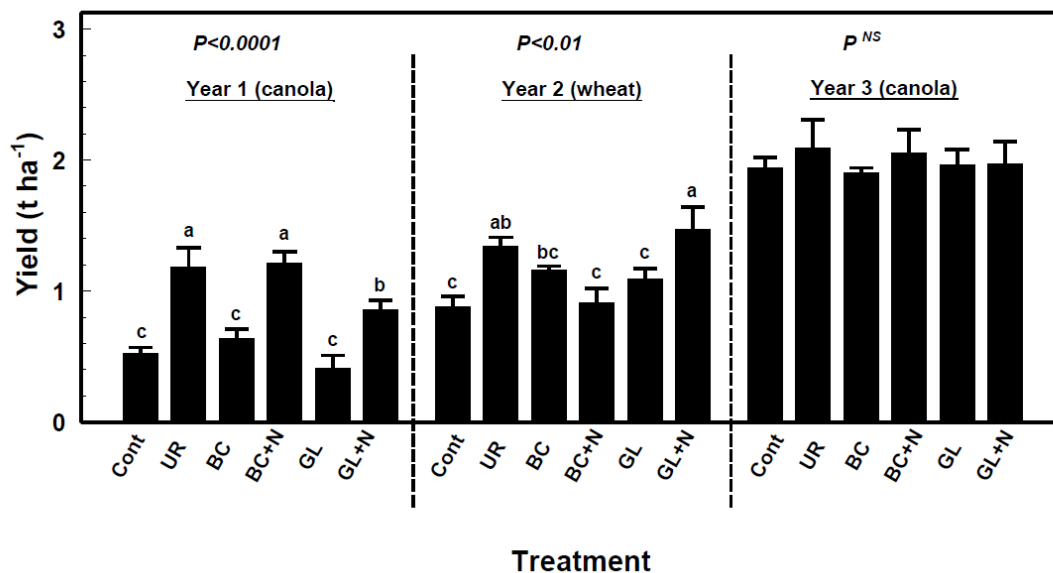 3
2
1
0
Yield (t ha⁻¹)
P<0.0001
P<0.01
P NS
Year 1 (canola)
Year 2 (wheat)
Year 3 (canola)
c
a
c
a
c
b
c
ab
bc
c
c
a
Cont
UR
BC
BC+N
GL
GL+N
Cont
UR
BC
BC+N
GL
GL+N
Cont
UR
BC
BC+N
GL
GL+N
Treatment